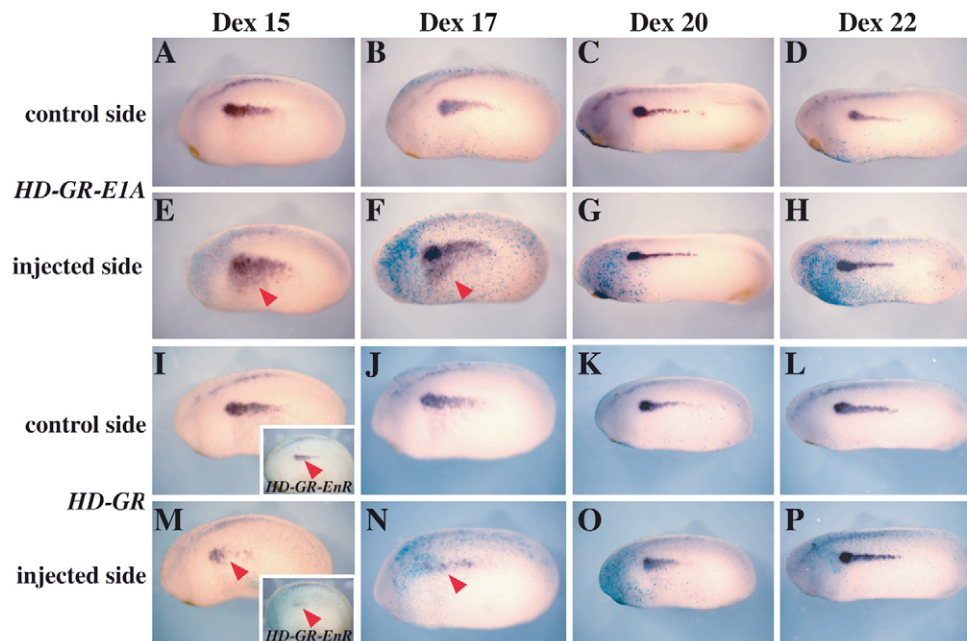 Dex 15 Dex 17 Dex 20 Dex 22
A B C D
control side
HD-GR-E1A
E F G H
injected side
I J K L
control side
HD-GR-EnR
HD-GR
M N O P
injected side
HD-GR-EnR